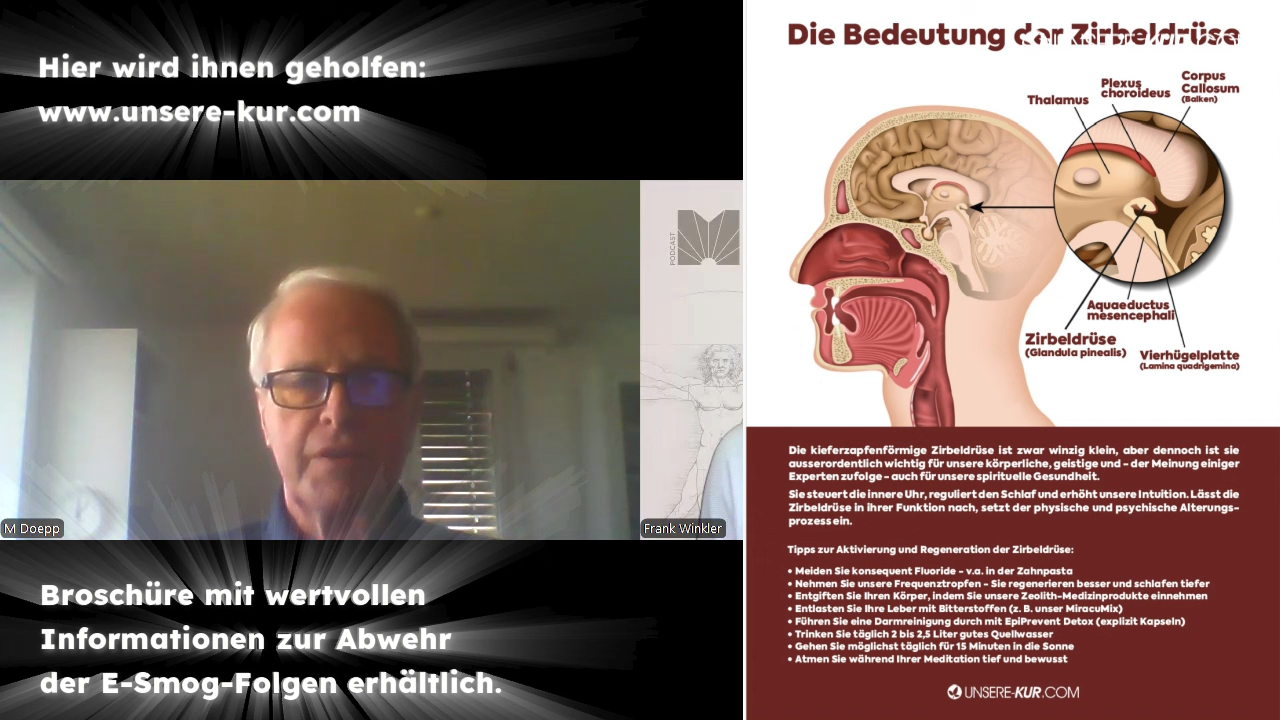 Hier wird ihnen geholfen:
www.unsere-kur.com
PODCAST
M Doepp
Frank Winkler
Broschüre mit wertvollen
Informationen zur Abwehr
der E-Smog-Folgen erhältlich.
Die Bedeutung der Zirbeldrüse
Thalamus
Plexus
choroideus
Corpus
Callosum
(Balken)
Aquaeductus
mesencephali
Zirbeldrüse
(Glandula pinealis)
Vierhügelplatte
(Lamina quadrigemina)
Die kieferzapfenförmige Zirbeldrüse ist zwar winzig klein, aber dennoch ist sie
ausserordentlich wichtig für unsere körperliche, geistige und – der Meinung einiger
Experten zufolge – auch für unsere spirituelle Gesundheit.
Sie steuert die innere Uhr, reguliert den Schlaf und erhöht unsere Intuition. Lässt die
Zirbeldrüse in ihrer Funktion nach, setzt der physische und psychische Alterungs-
prozess ein.
Tipps zur Aktivierung und Regeneration der Zirbeldrüse:
• Meiden Sie konsequent Fluoride – v.a. in der Zahnpasta
• Nehmen Sie unsere Frequenztropfen – Sie regenerieren besser und schlafen tiefer
• Entgiften Sie Ihren Körper, indem Sie unsere Zeolith-Medizinprodukte einnehmen
• Entlasten Sie Ihre Leber mit Bitterstoffen (z. B. unser MiracuMix)
• Führen Sie eine Darmreinigung durch mit EpiPrevent Detox (explizit Kapseln)
• Trinken Sie täglich 2 bis 2,5 Liter gutes Quellwasser
• Gehen Sie möglichst täglich für 15 Minuten in die Sonne
• Atmen Sie während Ihrer Meditation tief und bewusst
UNSERE-KUR.COM